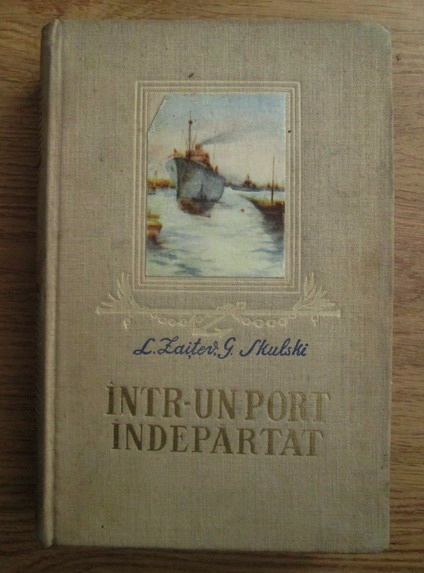 L. Zaițev. G. Skulski
ÎNTR-UN PORT
ÎNDEPĂRTAT